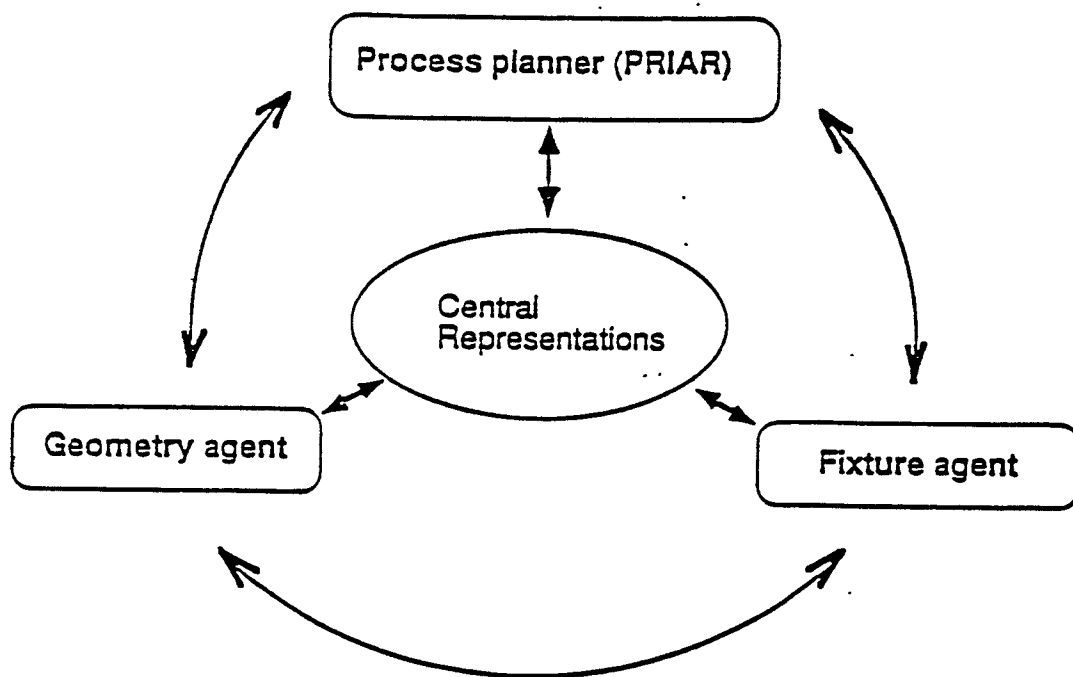 Process planner (PRIAR)
Central
Representations
Geometry agent
Fixture agent